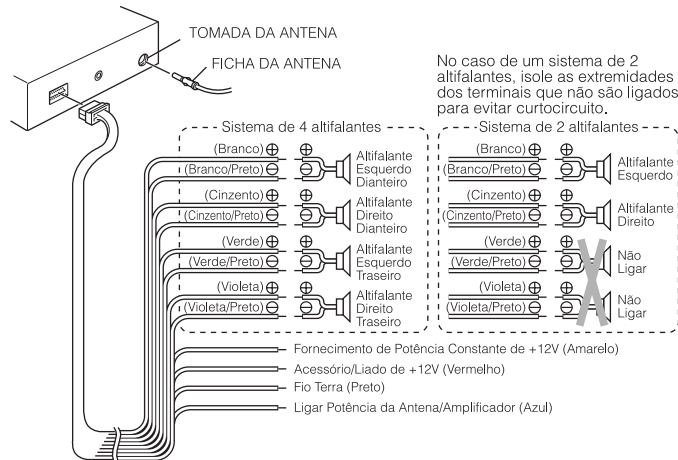 TOMADA DA ANTENA
FICHA DA ANTENA
No caso de um sistema de 2
altifalantes, isole as extremidades
dos terminais que não são ligados
para evitar curtocircuito.
Sistema de 4 altifalantes
(Branco) ⊕ ⊕
(Branco/Preto) ⊖ ⊖
Altifalante
Esquerdo
Dianteiro
(Cinzento) ⊕ ⊕
(Cinzento/Preto) ⊖ ⊖
Altifalante
Direito
Dianteiro
(Verde) ⊕ ⊕
(Verde/Preto) ⊖ ⊖
Altifalante
Esquerdo
Traseiro
(Violeta) ⊕ ⊕
(Violeta/Preto) ⊖ ⊖
Altifalante
Direito
Traseiro
Sistema de 2 altifalantes
(Branco) ⊕ ⊕
(Branco/Preto) ⊖ ⊖
Altifalante
Esquerdo
(Cinzento) ⊕ ⊕
(Cinzento/Preto) ⊖ ⊖
Altifalante
Direito
(Verde) ⊕ ⊕
(Verde/Preto) ⊖ ⊖
Não
Ligar
(Violeta) ⊕ ⊕
(Violeta/Preto) ⊖ ⊖
Não
Ligar
Fornecimento de Potência Constante de +12V (Amarelo)
Acessório/Liado de +12V (Vermelho)
Fio Terra (Preto)
Ligar Potência da Antena/Amplificador (Azul)